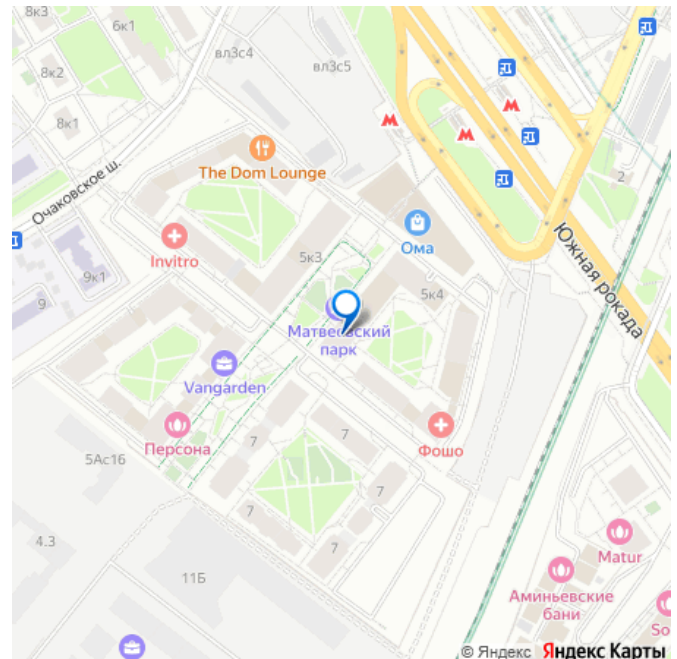 8к3
6к1
вл3с4
вл3с5
8к2
8к1
2
The Dom Lounge
Очаковское ш.
Ома
Южная рокада
Invitro
5к3
9к1
9
5к4
Матвеевский
парк
Vangarden
Персона
7
7
Фошо
5Ас16
7
7
4.3
11Б
Matur
Аминьевские
бани
So
© Яндекс Яндекс Карты